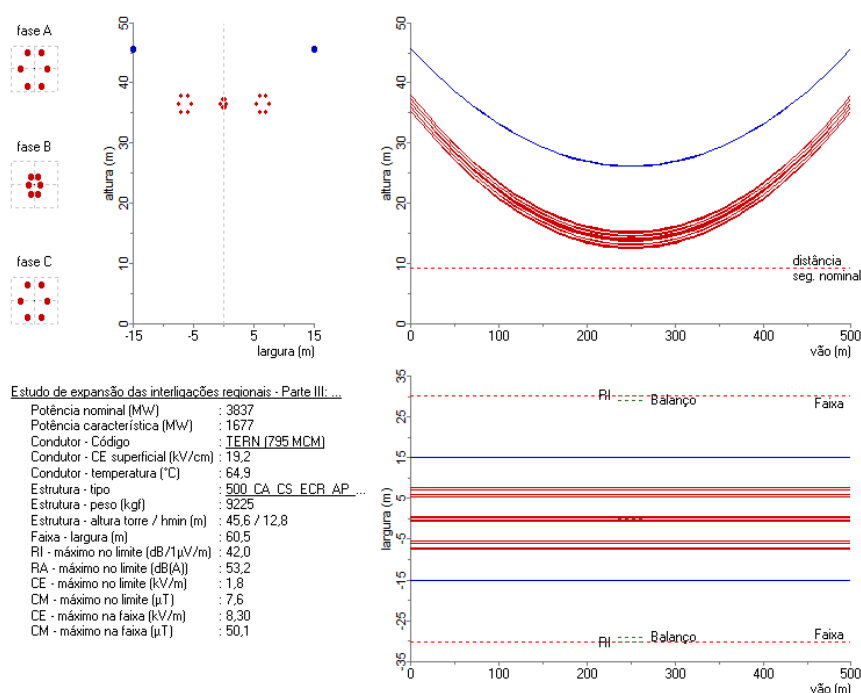 fase A
fase B
fase C
50
40
30
20
10
0
altura (m)
-15
-5
5
15
largura (m)
50
40
30
20
10
0
altura (m)
distância
seg. nominal
0
100
200
300
400
500
vão (m)
Estudo de expansão das interligações regionais - Parte III: ...
Potência nominal (MW) : 3837
Potência característica (MW) : 1677
Condutor - Código : TERN (795 MCM)
Condutor - CE superficial (kV/cm) : 19,2
Condutor - temperatura (°C) : 64,9
Estrutura - tipo : 500_CA_CS_ECR_AP_...
Estrutura - peso (kgf) : 9225
Estrutura - altura torre / hmin (m) : 45,6 / 12,8
Faixa - largura (m) : 60,5
RI - máximo no limite (dB/1µV/m) : 42,0
RA - máximo no limite (dB(A)) : 53,2
CE - máximo no limite (kV/m) : 1,8
CM - máximo no limite (µT) : 7,6
CE - máximo na faixa (kV/m) : 8,30
CM - máximo na faixa (µT) : 50,1
35
25
15
5
-5
-15
-25
-35
largura (m)
RI
Balanço
Faixa
RI
Balanço
Faixa
0
100
200
300
400
500
vão (m)